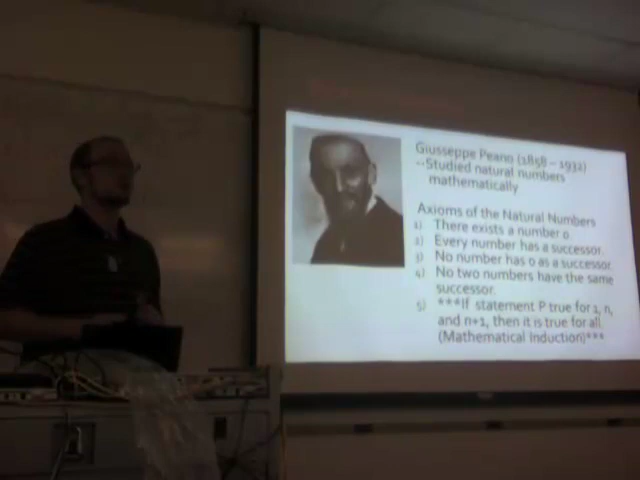 Giusseppe Peano (1858 – 1932)
--Studied natural numbers
mathematically
Axioms of the Natural Numbers
1) There exists a number 0.
2) Every number has a successor.
3) No number has 0 as a successor.
4) No two numbers have the same
successor.
5) ***If statement P true for 1, n,
and n+1, then it is true for all.
(Mathematical Induction)***